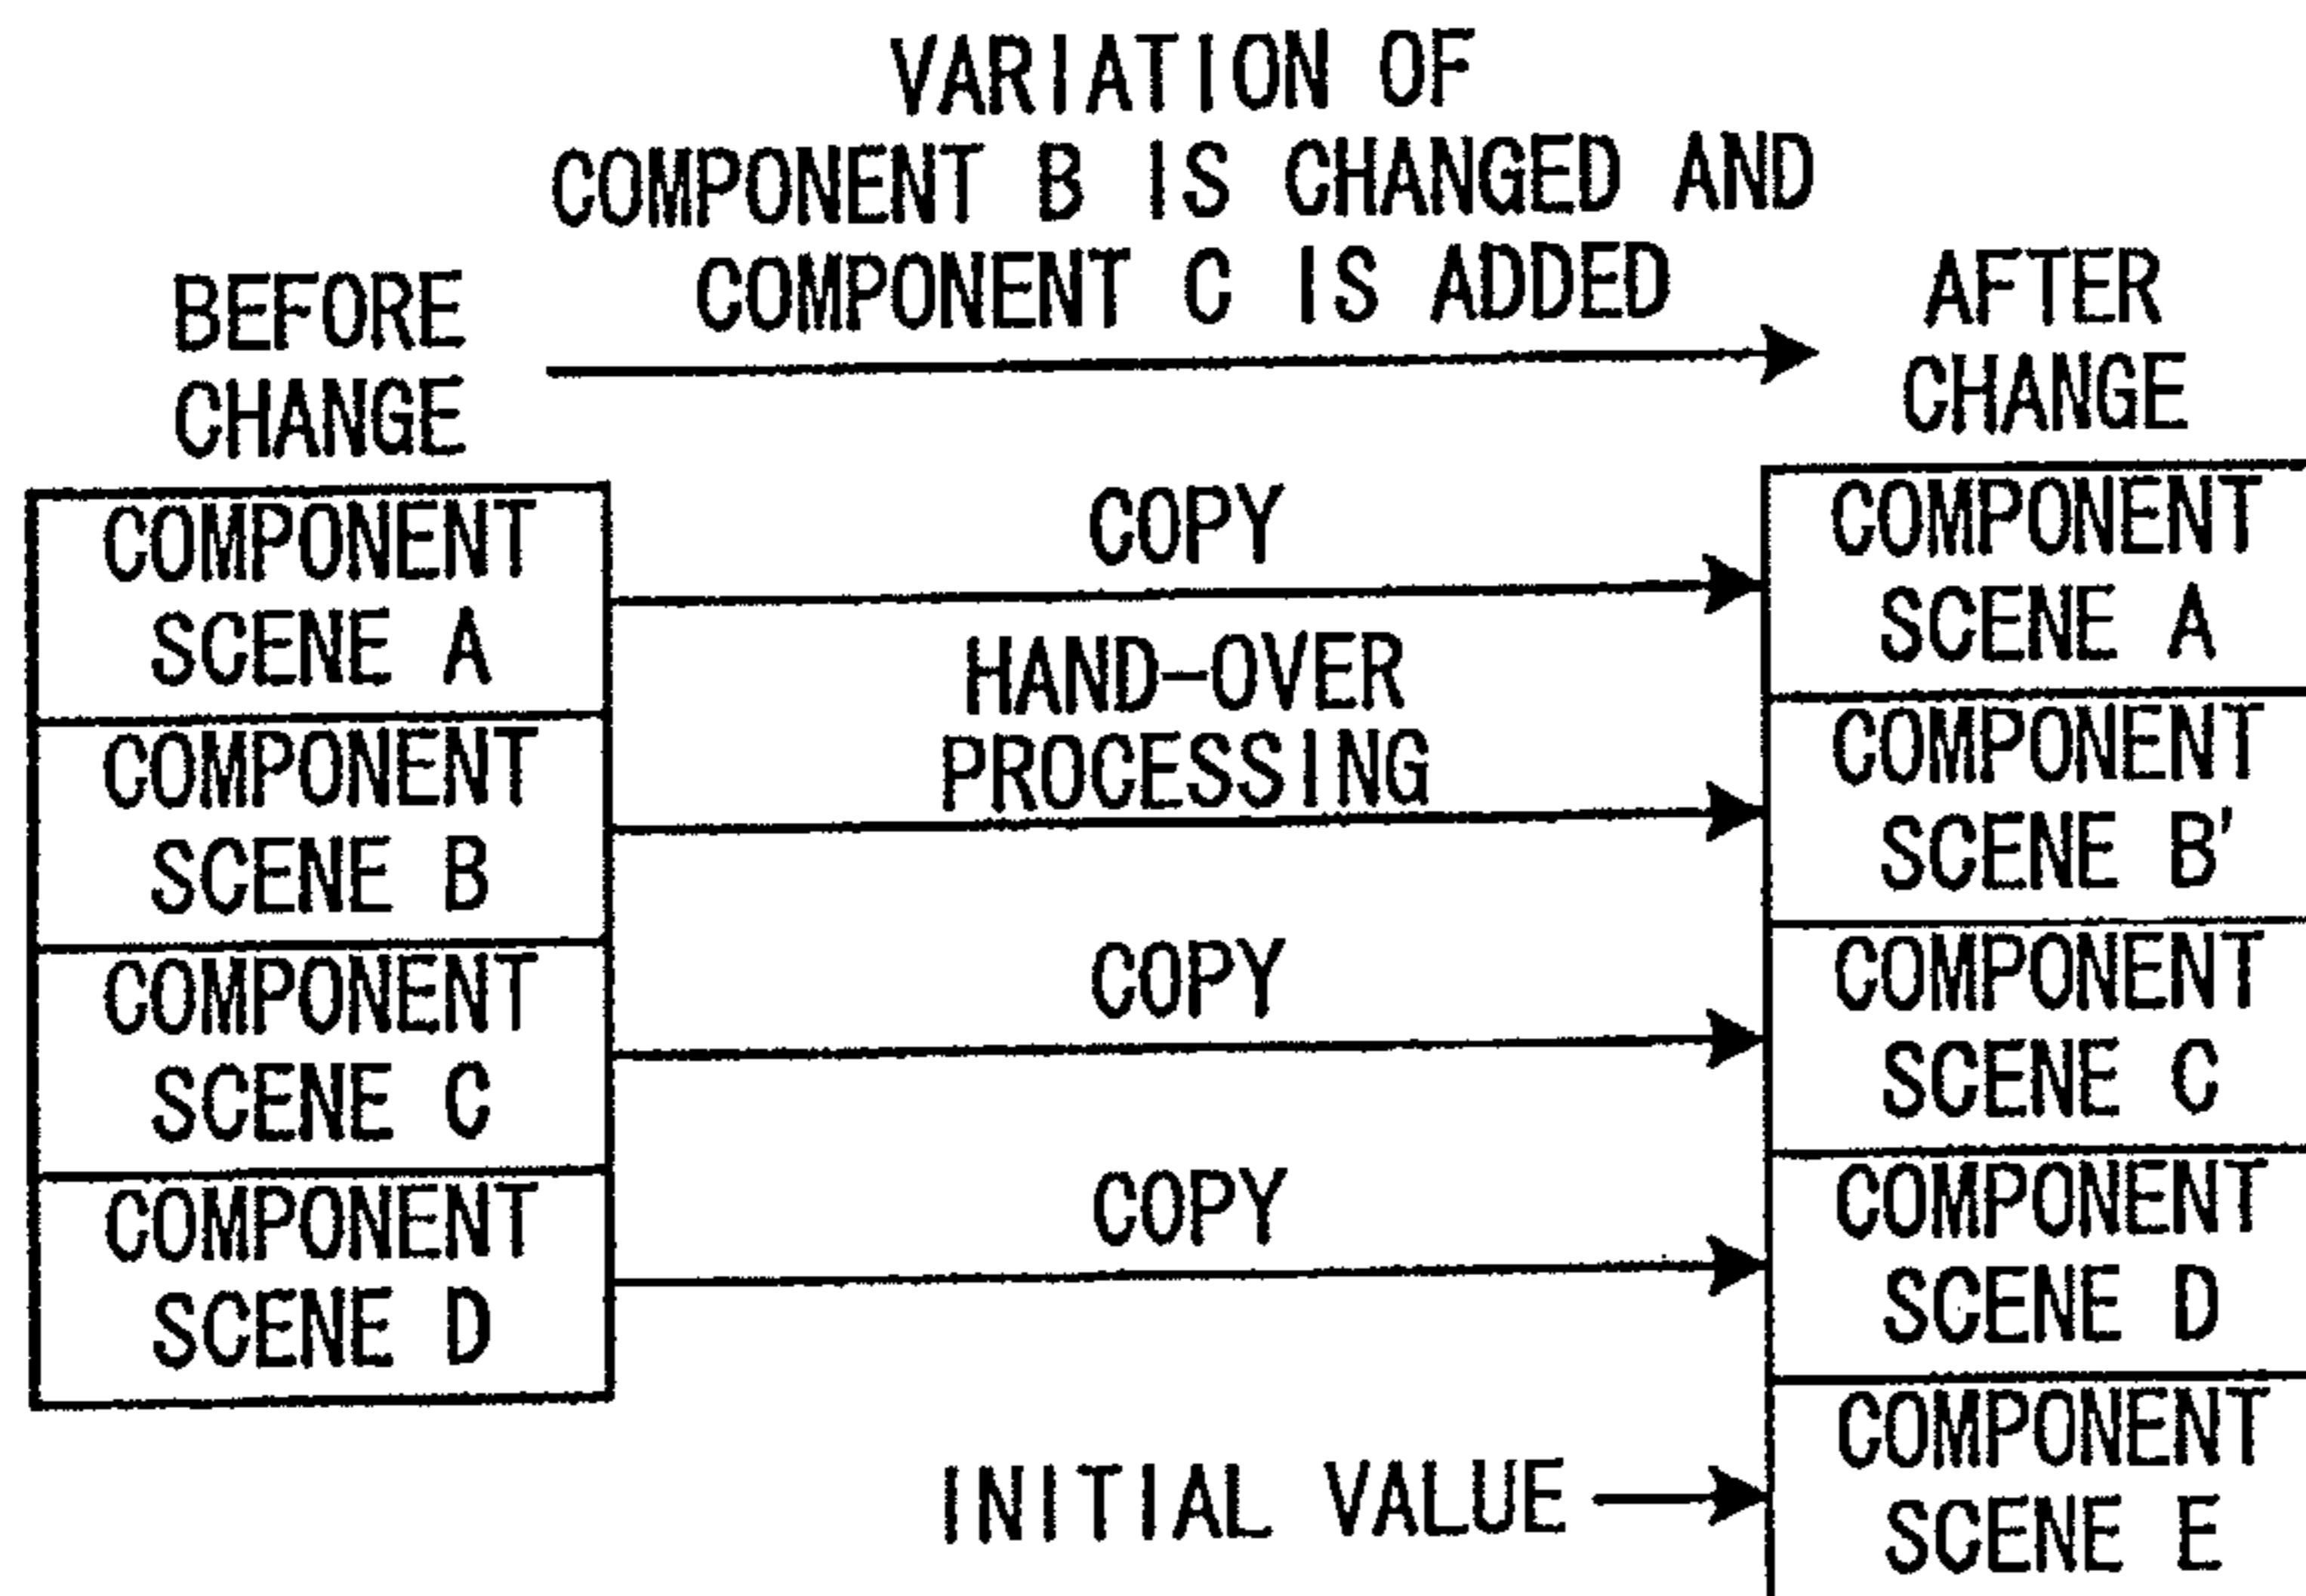 VARIATION OF
COMPONENT B IS CHANGED AND
COMPONENT C IS ADDED
BEFORE
CHANGE
AFTER
CHANGE
COMPONENT
SCENE A
COPY
COMPONENT
SCENE A
COMPONENT
SCENE B
HAND-OVER
PROCESSING
COMPONENT
SCENE B'
COMPONENT
SCENE C
COPY
COMPONENT
SCENE C
COMPONENT
SCENE D
COPY
COMPONENT
SCENE D
INITIAL VALUE
COMPONENT
SCENE E